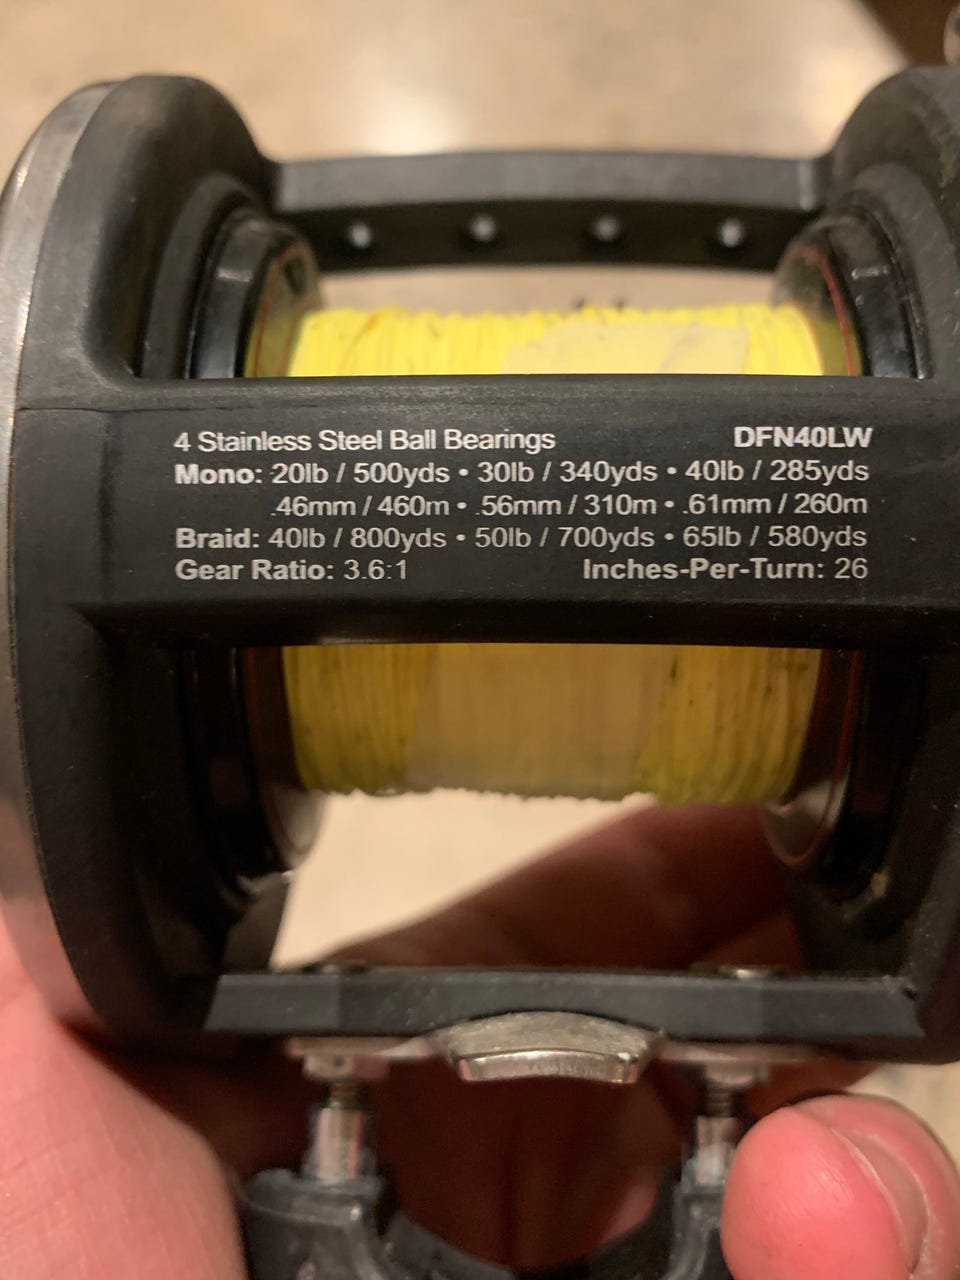 4 Stainless Steel Ball Bearings DFN40LW
Mono: 20lb / 500yds • 30lb / 340yds • 40lb / 285yds
.46mm / 460m • .56mm / 310m • .61mm / 260m
Braid: 40lb / 800yds • 50lb / 700yds • 65lb / 580yds
Gear Ratio: 3.6:1 Inches-Per-Turn: 26